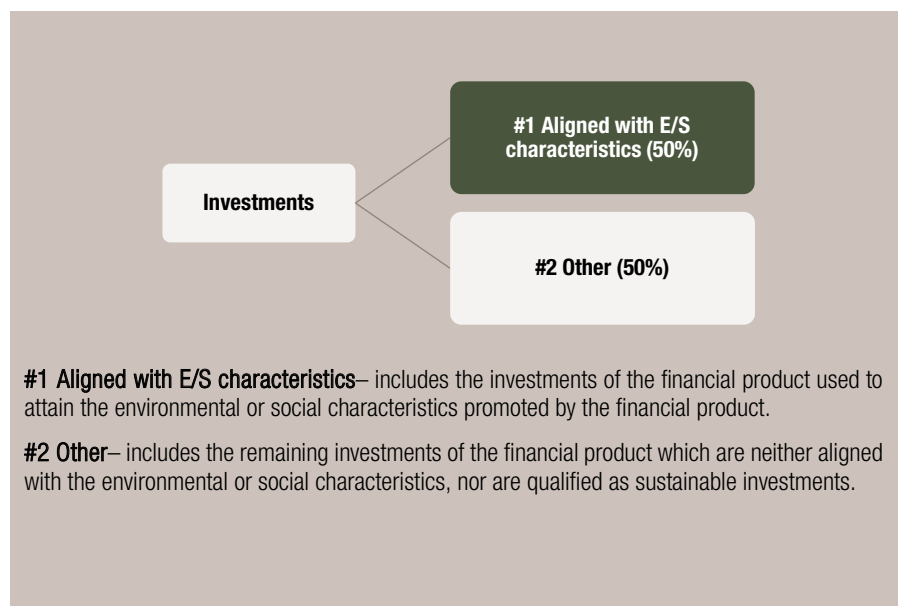 #1 Aligned with E/S
characteristics (50%)
Investments
#2 Other (50%)
#1 Aligned with E/S characteristics– includes the investments of the financial product used to
attain the environmental or social characteristics promoted by the financial product.
#2 Other– includes the remaining investments of the financial product which are neither aligned
with the environmental or social characteristics, nor are qualified as sustainable investments.